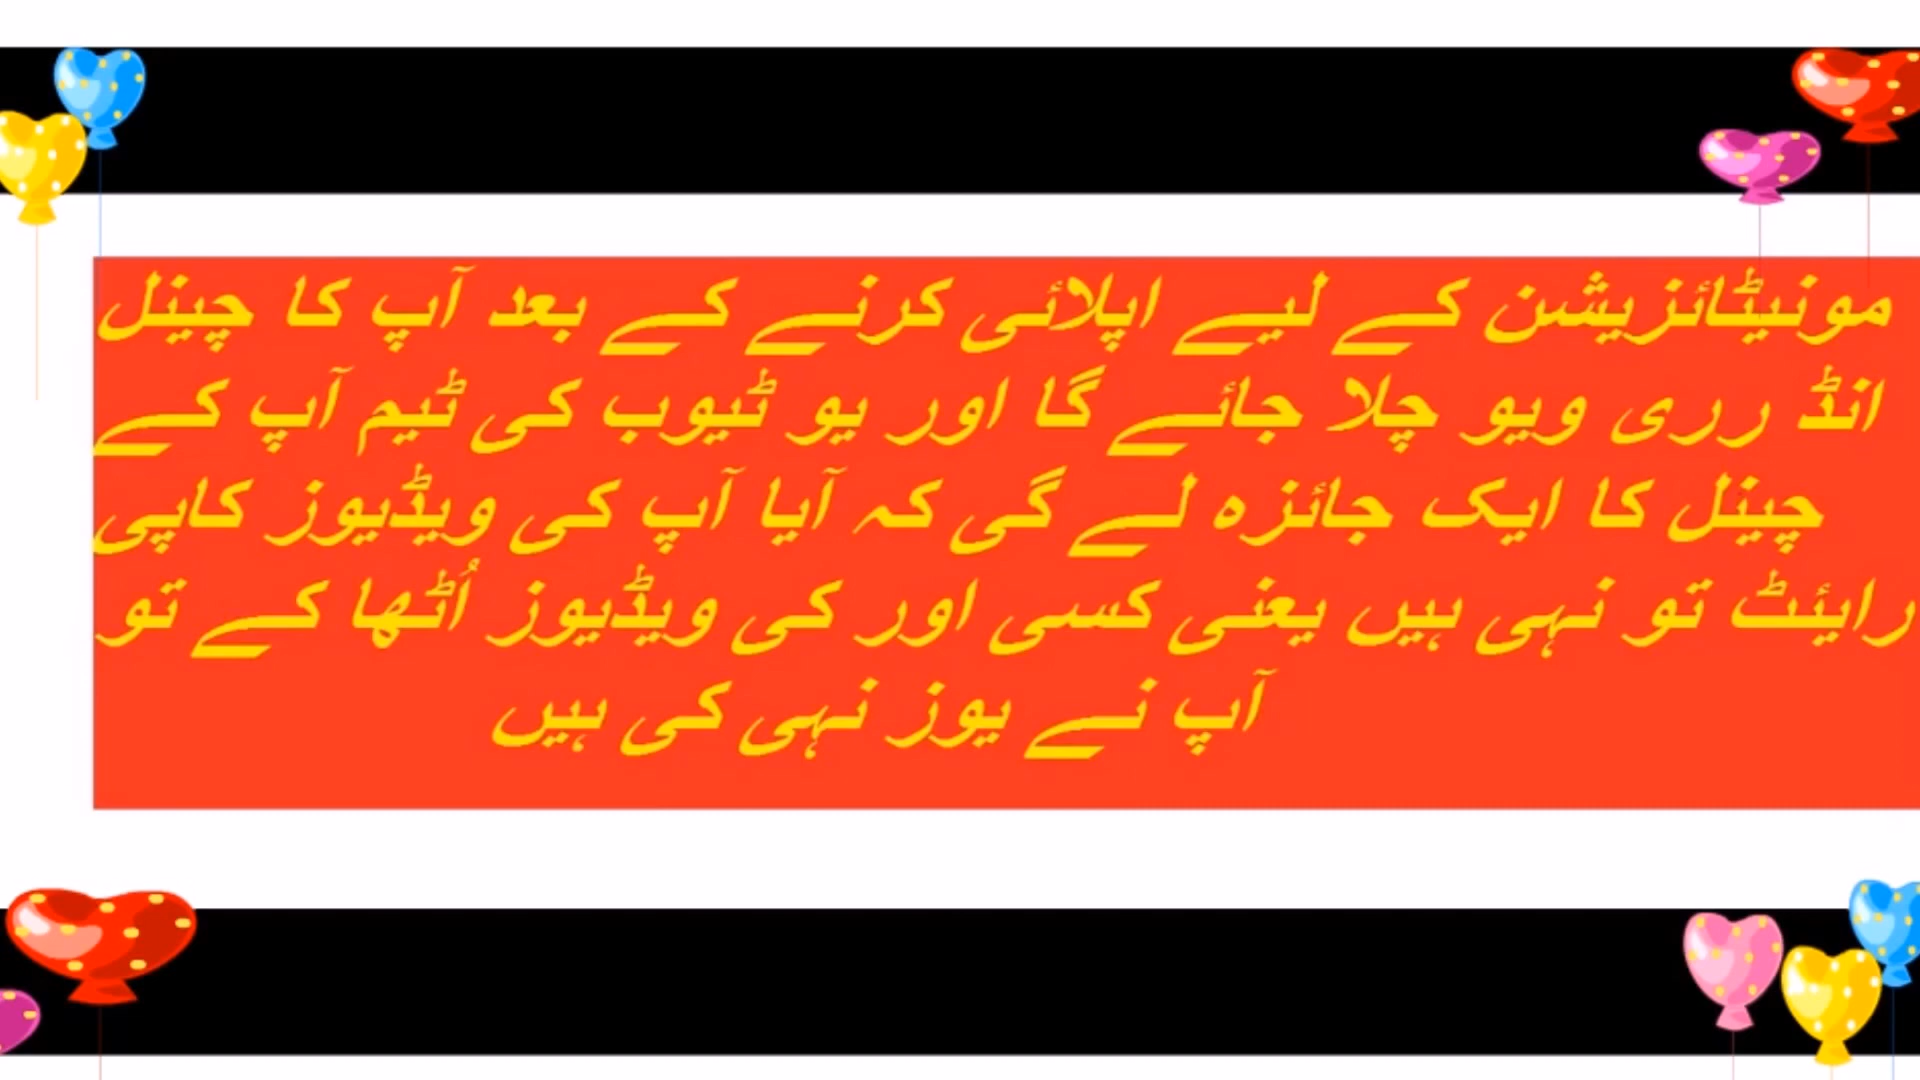 مونیٹائزیشن کے لیے اپلائی کرنے کے بعد آپ کا چینل
انڈ رری ویو چلا جائے گا اور یو ٹیوب کی ٹیم آپ کے
چینل کا ایک جائزہ لے گی کہ آیا آپ کی ویڈیوز کاپی
رایئٹ تو نہی ہیں یعنی کسی اور کی ویڈیوز اُٹھا کے تو
آپ نے یوز نہی کی ہیں